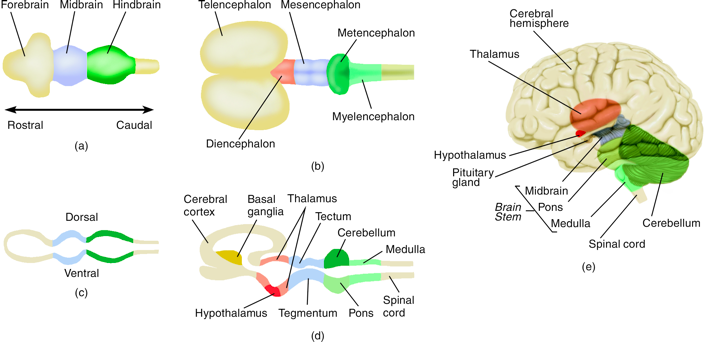 Forebrain
Midbrain
Hindbrain
Rostral
Caudal
(a)
Telencephalon
Mesencephalon
Metencephalon
Myelencephalon
Diencephalon
(b)
Dorsal
Ventral
(c)
Cerebral
cortex
Basal
ganglia
Thalamus
Tectum
Cerebellum
Medulla
Hypothalamus
Tegmentum
Pons
Spinal
cord
(d)
Cerebral
hemisphere
Thalamus
Hypothalamus
Pituitary
gland
Midbrain
Brain
Stem
Pons
Medulla
Cerebellum
Spinal cord
(e)